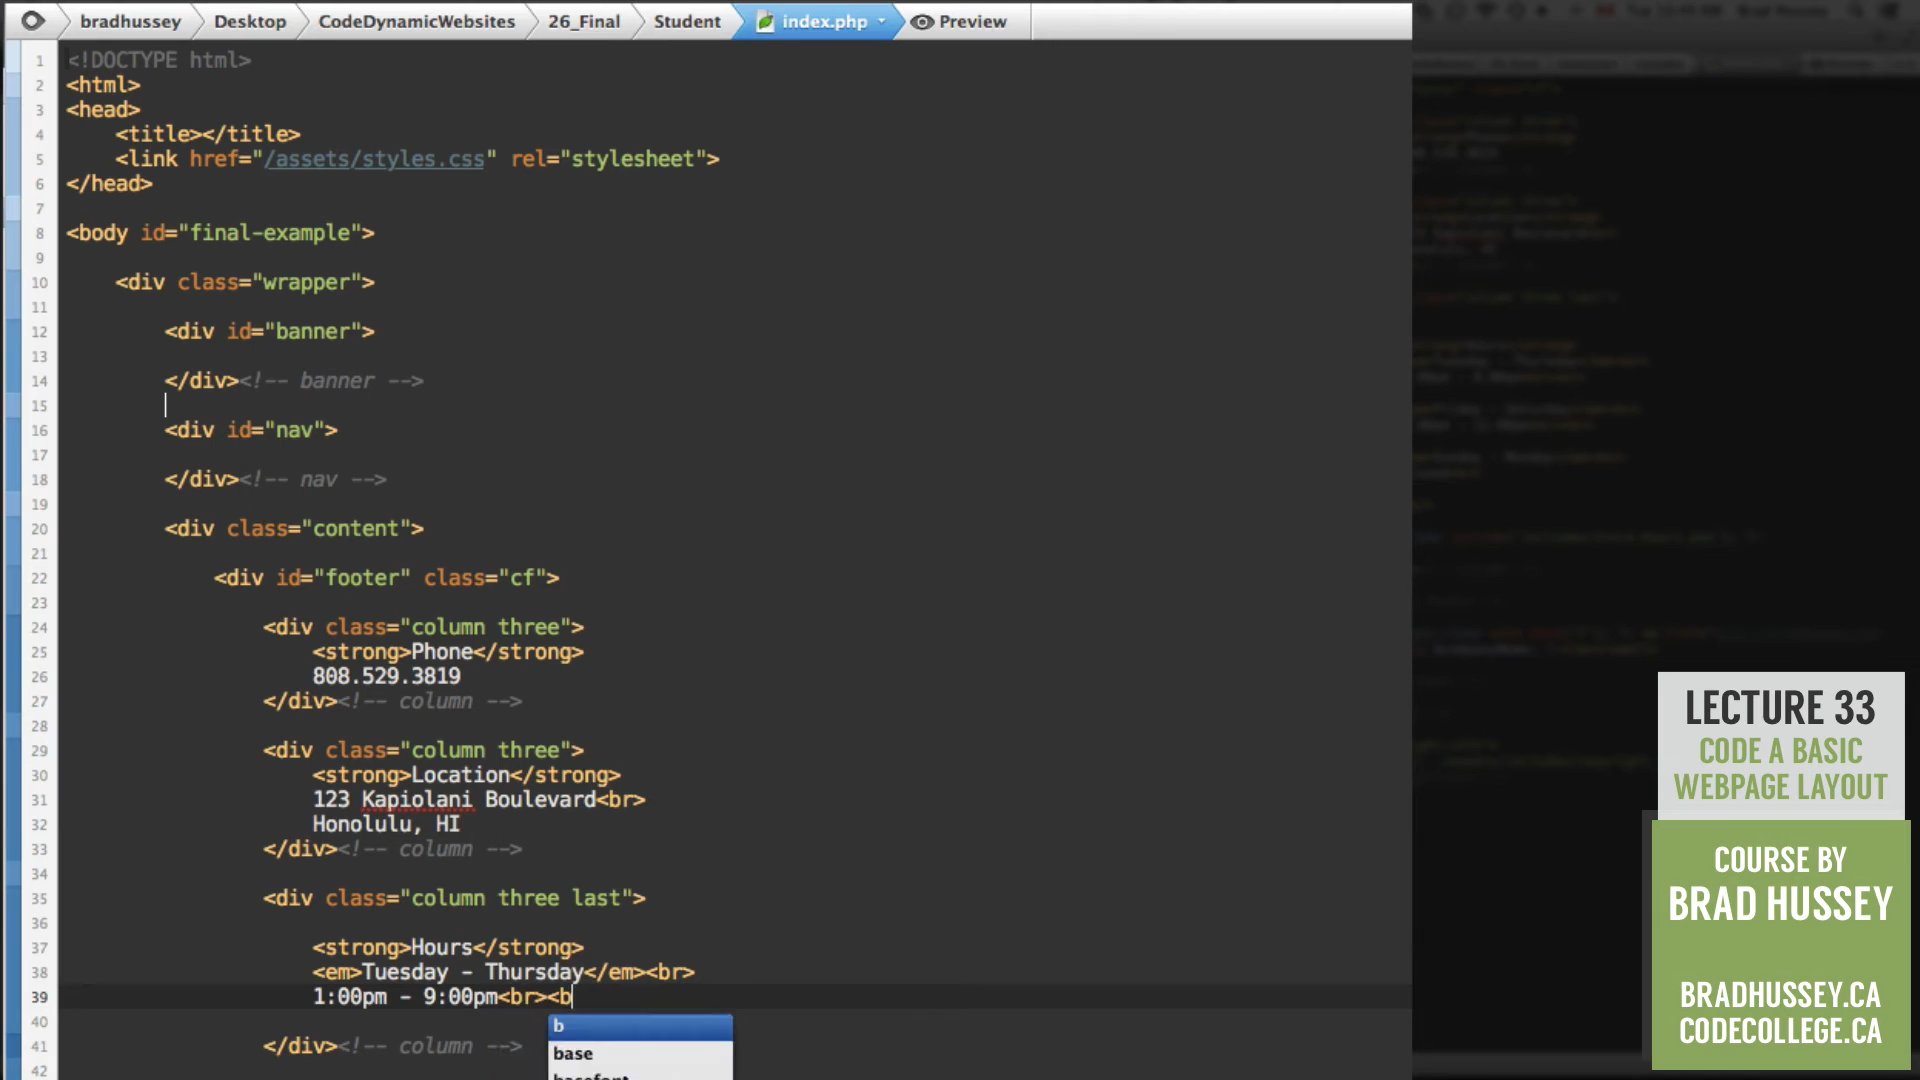 bradhussey Desktop CodeDynamicWebsites 26_Final Student index.php Preview
1 <!DOCTYPE html>
2 <html>
3 <head>
4 <title></title>
5 <link href="/assets/styles.css" rel="stylesheet">
6 </head>
7
8 <body id="final-example">
9
10 <div class="wrapper">
11
12 <div id="banner">
13
14 </div><!-- banner -->
15
16 <div id="nav">
17
18 </div><!-- nav -->
19
20 <div class="content">
21
22 <div id="footer" class="cf">
23
24 <div class="column three">
25 <strong>Phone</strong>
26 808.529.3819
27 </div><!-- column -->
28
29 <div class="column three">
30 <strong>Location</strong>
31 123 Kapiolani Boulevard<br>
32 Honolulu, HI
33 </div><!-- column -->
34
35 <div class="column three last">
36
37 <strong>Hours</strong>
38 <em>Tuesday - Thursday</em><br>
39 1:00pm - 9:00pm<br><b
40
b
41 </div><!-- column -->
base
basefont
42
LECTURE 33
CODE A BASIC
WEBPAGE LAYOUT
COURSE BY
BRAD HUSSEY
BRADHUSSEY.CA
CODECOLLEGE.CA